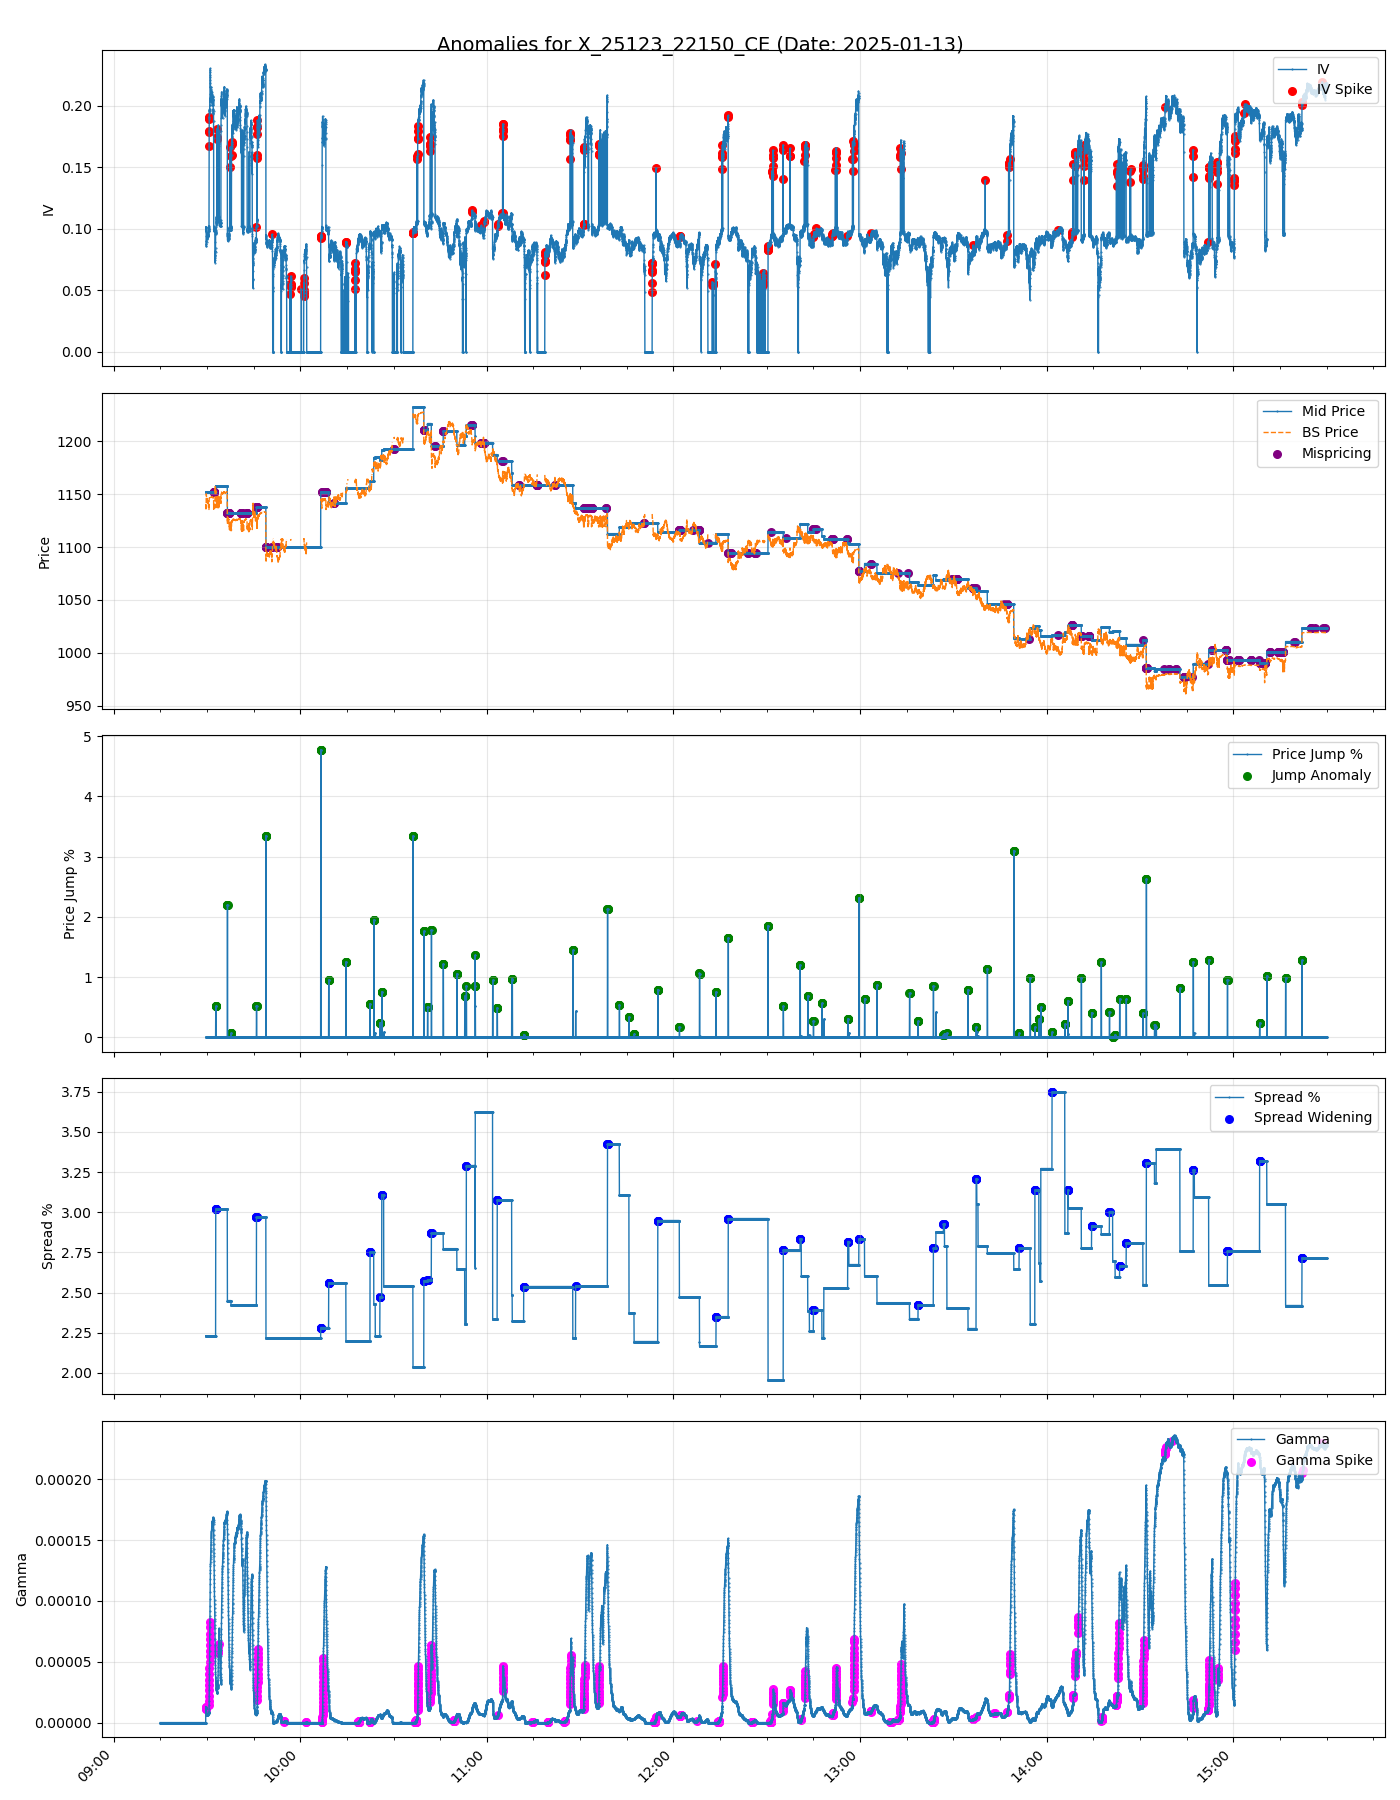 Anomalies for X_25123_22150_CE (Date: 2025-01-13)
IV
IV Spike
0.20
0.15
0.10
0.05
0.00
IV
Mid Price
BS Price
Mispricing
1200
1150
1100
1050
1000
950
Price
Price Jump %
Jump Anomaly
5
4
3
2
1
0
Price Jump %
Spread %
Spread Widening
3.75
3.50
3.25
3.00
2.75
2.50
2.25
2.00
Spread %
Gamma
Gamma Spike
0.00020
0.00015
0.00010
0.00005
0.00000
Gamma
09:00
10:00
11:00
12:00
13:00
14:00
15:00